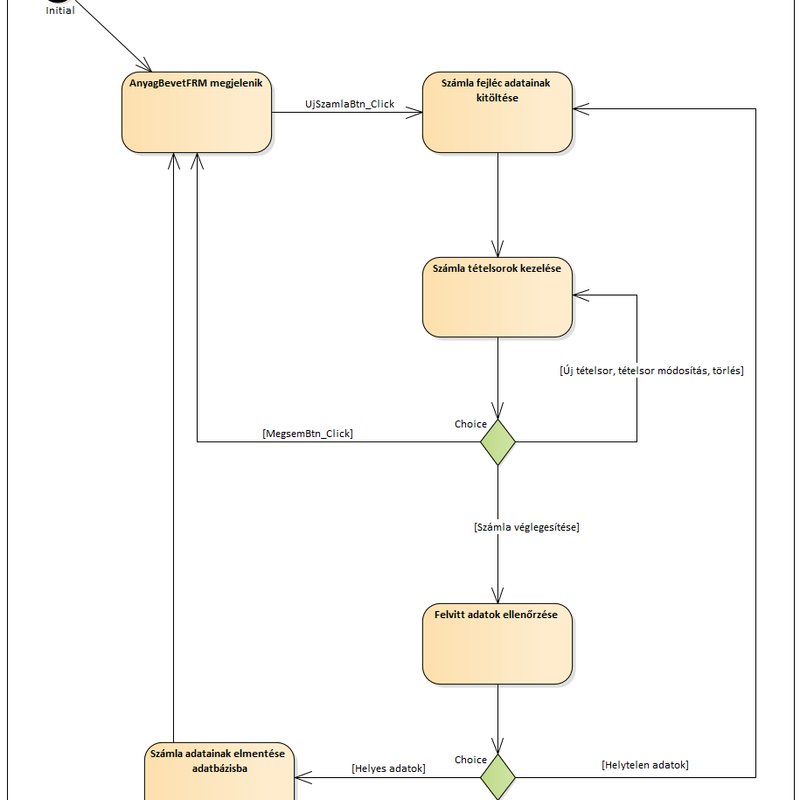 Initial
AnyagBevetFRM megjelenik
UjSzamlaBtn_Click
Számla fejléc adatainak
kitöltése
Számla tételsorok kezelése
[Új tételsor, tételsor módosítás, törlés]
Choice
[MegsemBtn_Click]
[Számla véglegesítése]
Felvitt adatok ellenőrzése
Számla adatainak elmentése
adatbázisba
[Helyes adatok]
Choice
[Helytelen adatok]